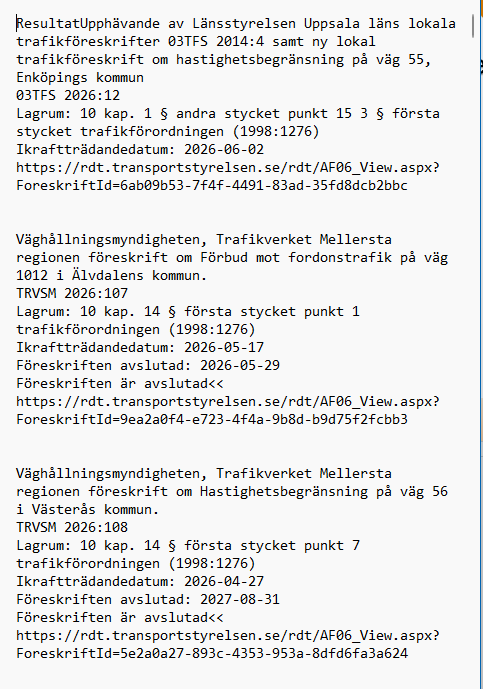 ResultatUpphävande av Länsstyrelsen Uppsala läns lokala
trafikföreskrifter 03TFS 2014:4 samt ny lokal
trafikföreskrift om hastighetsbegränsning på väg 55,
Enköpings kommun
03TFS 2026:12
Lagrum: 10 kap. 1 § andra stycket punkt 15 3 § första
stycket trafikförordningen (1998:1276)
Ikraftträdandedatum: 2026-06-02
https://rdt.transportstyrelsen.se/rdt/AF06_View.aspx?
ForeskriftId=6ab09b53-7f4f-4491-83ad-35fd8dcb2bbc
Väghållningsmyndigheten, Trafikverket Mellersta
regionen föreskrift om Förbud mot fordonstrafik på väg
1012 i Älvdalens kommun.
TRVSM 2026:107
Lagrum: 10 kap. 14 § första stycket punkt 1
trafikförordningen (1998:1276)
Ikraftträdandedatum: 2026-05-17
Föreskriften avslutad: 2026-05-29
Föreskriften är avslutad<<
https://rdt.transportstyrelsen.se/rdt/AF06_View.aspx?
ForeskriftId=9ea2a0f4-e723-4f4a-9b8d-b9d75f2fcbb3
Väghållningsmyndigheten, Trafikverket Mellersta
regionen föreskrift om Hastighetsbegränsning på väg 56
i Västerås kommun.
TRVSM 2026:108
Lagrum: 10 kap. 14 § första stycket punkt 7
trafikförordningen (1998:1276)
Ikraftträdandedatum: 2026-04-27
Föreskriften avslutad: 2027-08-31
Föreskriften är avslutad<<
https://rdt.transportstyrelsen.se/rdt/AF06_View.aspx?
ForeskriftId=5e2a0a27-893c-4353-953a-8dfd6fa3a624